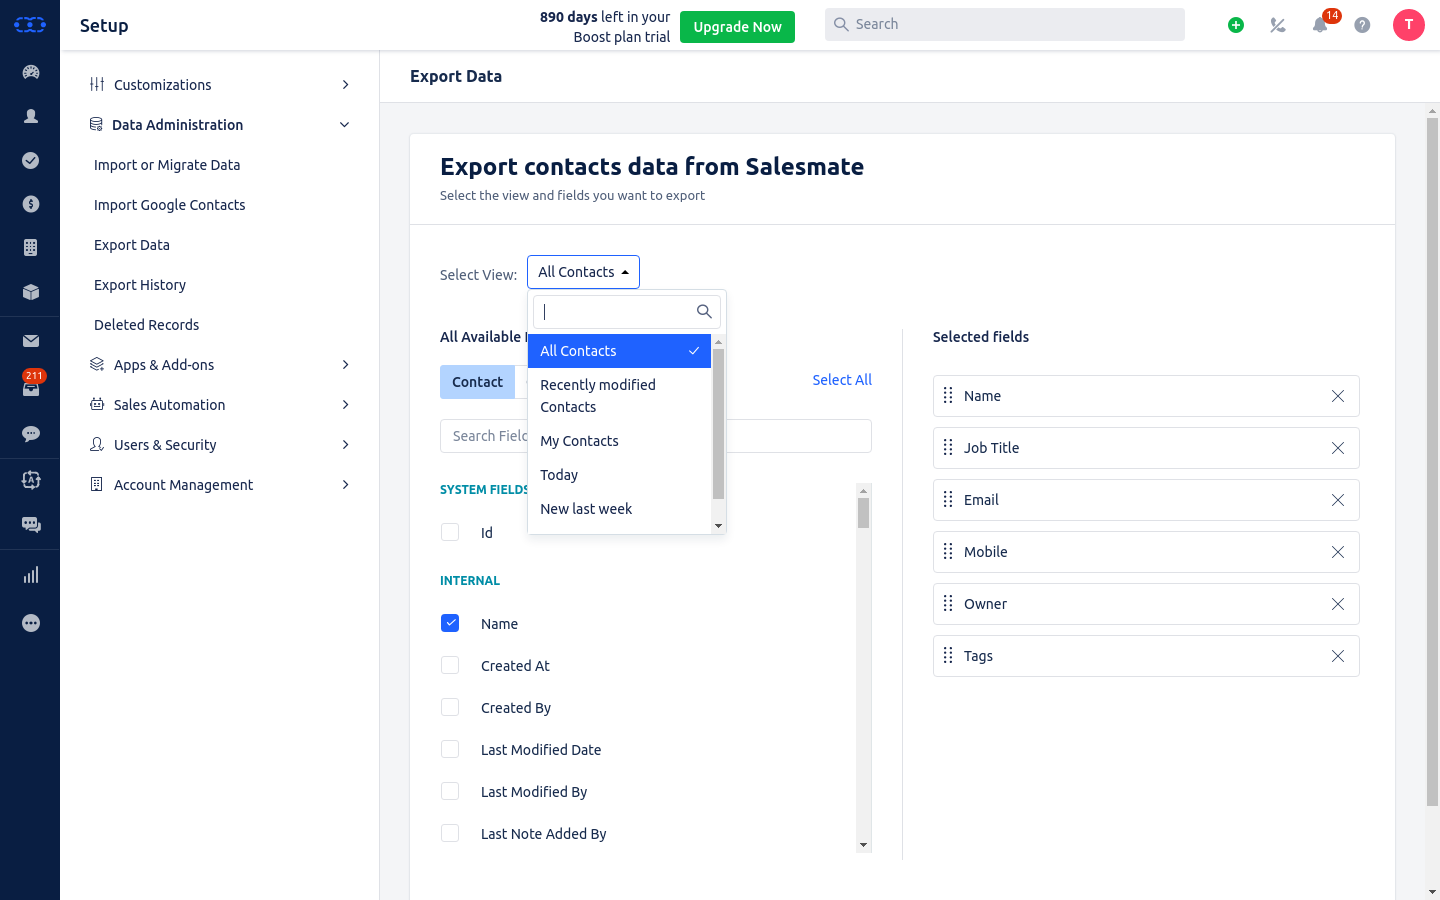 Setup
890 days left in your
Boost plan trial
Upgrade Now
Search
14
T
211
Customizations
Data Administration
Import or Migrate Data
Import Google Contacts
Export Data
Export History
Deleted Records
Apps & Add-ons
Sales Automation
Users & Security
Account Management
Export Data
Export contacts data from Salesmate
Select the view and fields you want to export
Select View:
All Contacts
All Contacts
Recently modified
Contacts
My Contacts
Today
New last week
All Available
Contact
Select All
Search Field
SYSTEM FIELDS
Id
INTERNAL
Name
Created At
Created By
Last Modified Date
Last Modified By
Last Note Added By
Selected fields
Name
Job Title
Email
Mobile
Owner
Tags